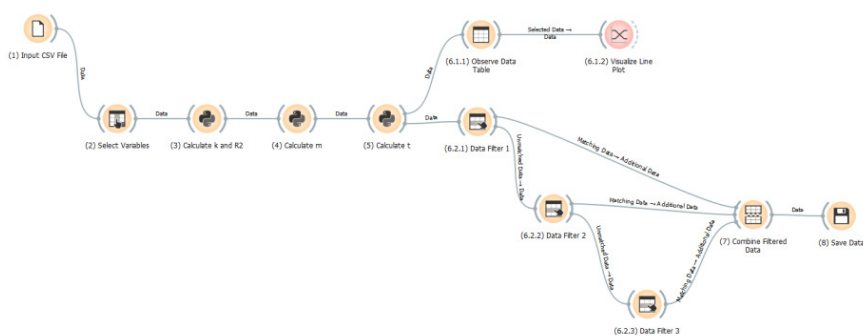 (1) Input CSV File
Data
(2) Select Variables
Data
(3) Calculate k and R2
Data
(4) Calculate m
Data
(5) Calculate t
Data
(6.1.1) Observe Data
Table
Selected Data → Data
(6.1.2) Visualize Line
Plot
Data
(6.2.1) Data Filter 1
Matching Data → Additional Data
Unmatched Data → Data
(6.2.2) Data Filter 2
Matching Data → Additional Data
Unmatched Data → Data
(6.2.3) Data Filter 3
Matching Data → Additional Data
(7) Combine Filtered
Data
Data
(8) Save Data